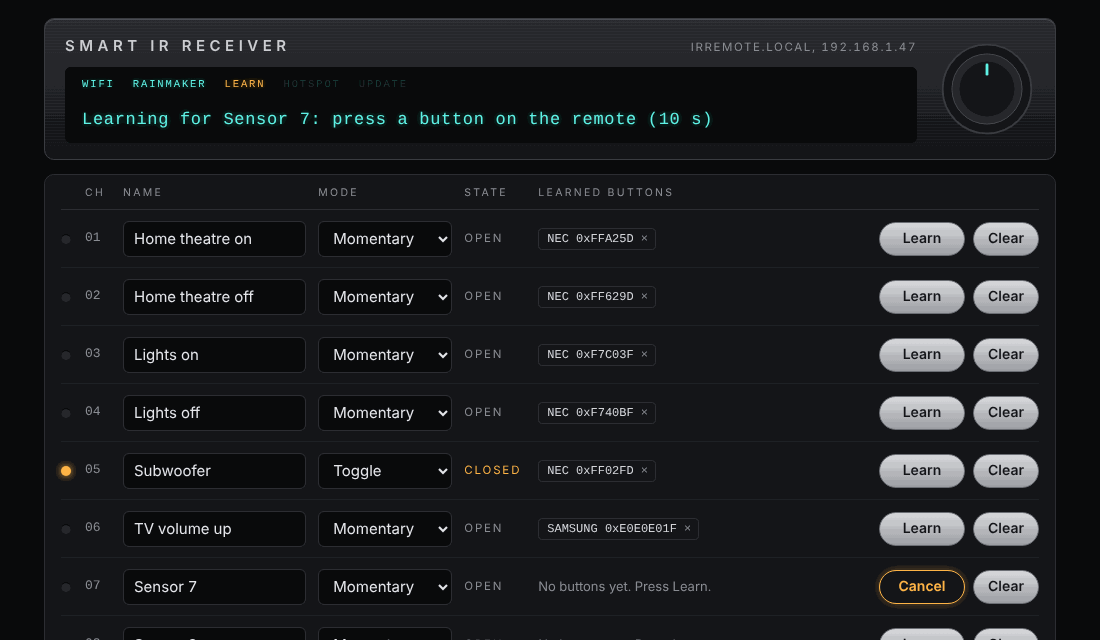 SMART IR RECEIVER
IRREMOTE.LOCAL, 192.168.1.47
WIFI RAINMAKER LEARN HOTSPOT UPDATE
Learning for Sensor 7: press a button on the remote (10 s)
CH NAME MODE STATE LEARNED BUTTONS
01 Home theatre on Momentary OPEN NEC 0xFFA25D × Learn Clear
02 Home theatre off Momentary OPEN NEC 0xFF629D × Learn Clear
03 Lights on Momentary OPEN NEC 0xF7C03F × Learn Clear
04 Lights off Momentary OPEN NEC 0xF740BF × Learn Clear
05 Subwoofer Toggle CLOSED NEC 0xFF02FD × Learn Clear
06 TV volume up Momentary OPEN SAMSUNG 0xE0E0E01F × Learn Clear
07 Sensor 7 Momentary OPEN No buttons yet. Press Learn. Cancel Clear